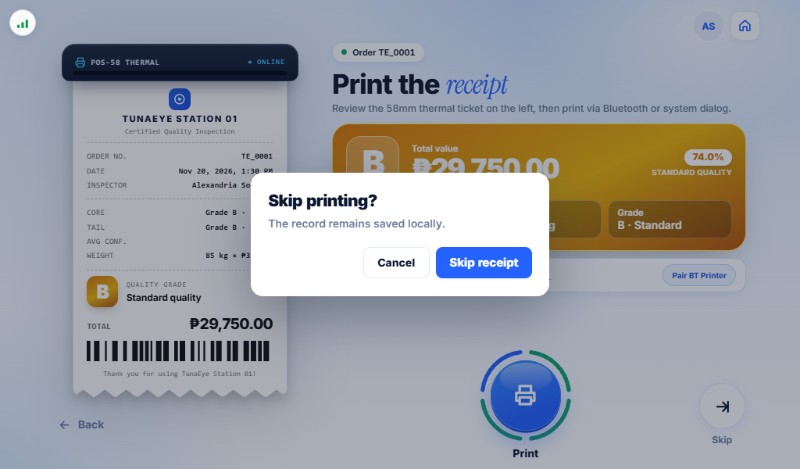 AS
POS-58 THERMAL
ONLINE
TUNAEYE STATION 01
Certified Quality Inspection
ORDER NO. TE_0001
DATE Nov 20, 2026, 1:30 PM
INSPECTOR Alexandria
CORE Grade B ·
TAIL Grade B ·
AVG CONF.
WEIGHT 85 kg ×
B
QUALITY GRADE
Standard quality
TOTAL ₱29,750.00
Thank you for using TunaEye Station 01!
← Back
Order TE_0001
Print the receipt
Review the 58mm thermal ticket on the left, then print via Bluetooth or system dialog.
B
Total value
₱29,750.00
74.0%
STANDARD QUALITY
Grade
B · Standard
Pair BT Printer
Skip printing?
The record remains saved locally.
Cancel
Skip receipt
Print
Skip